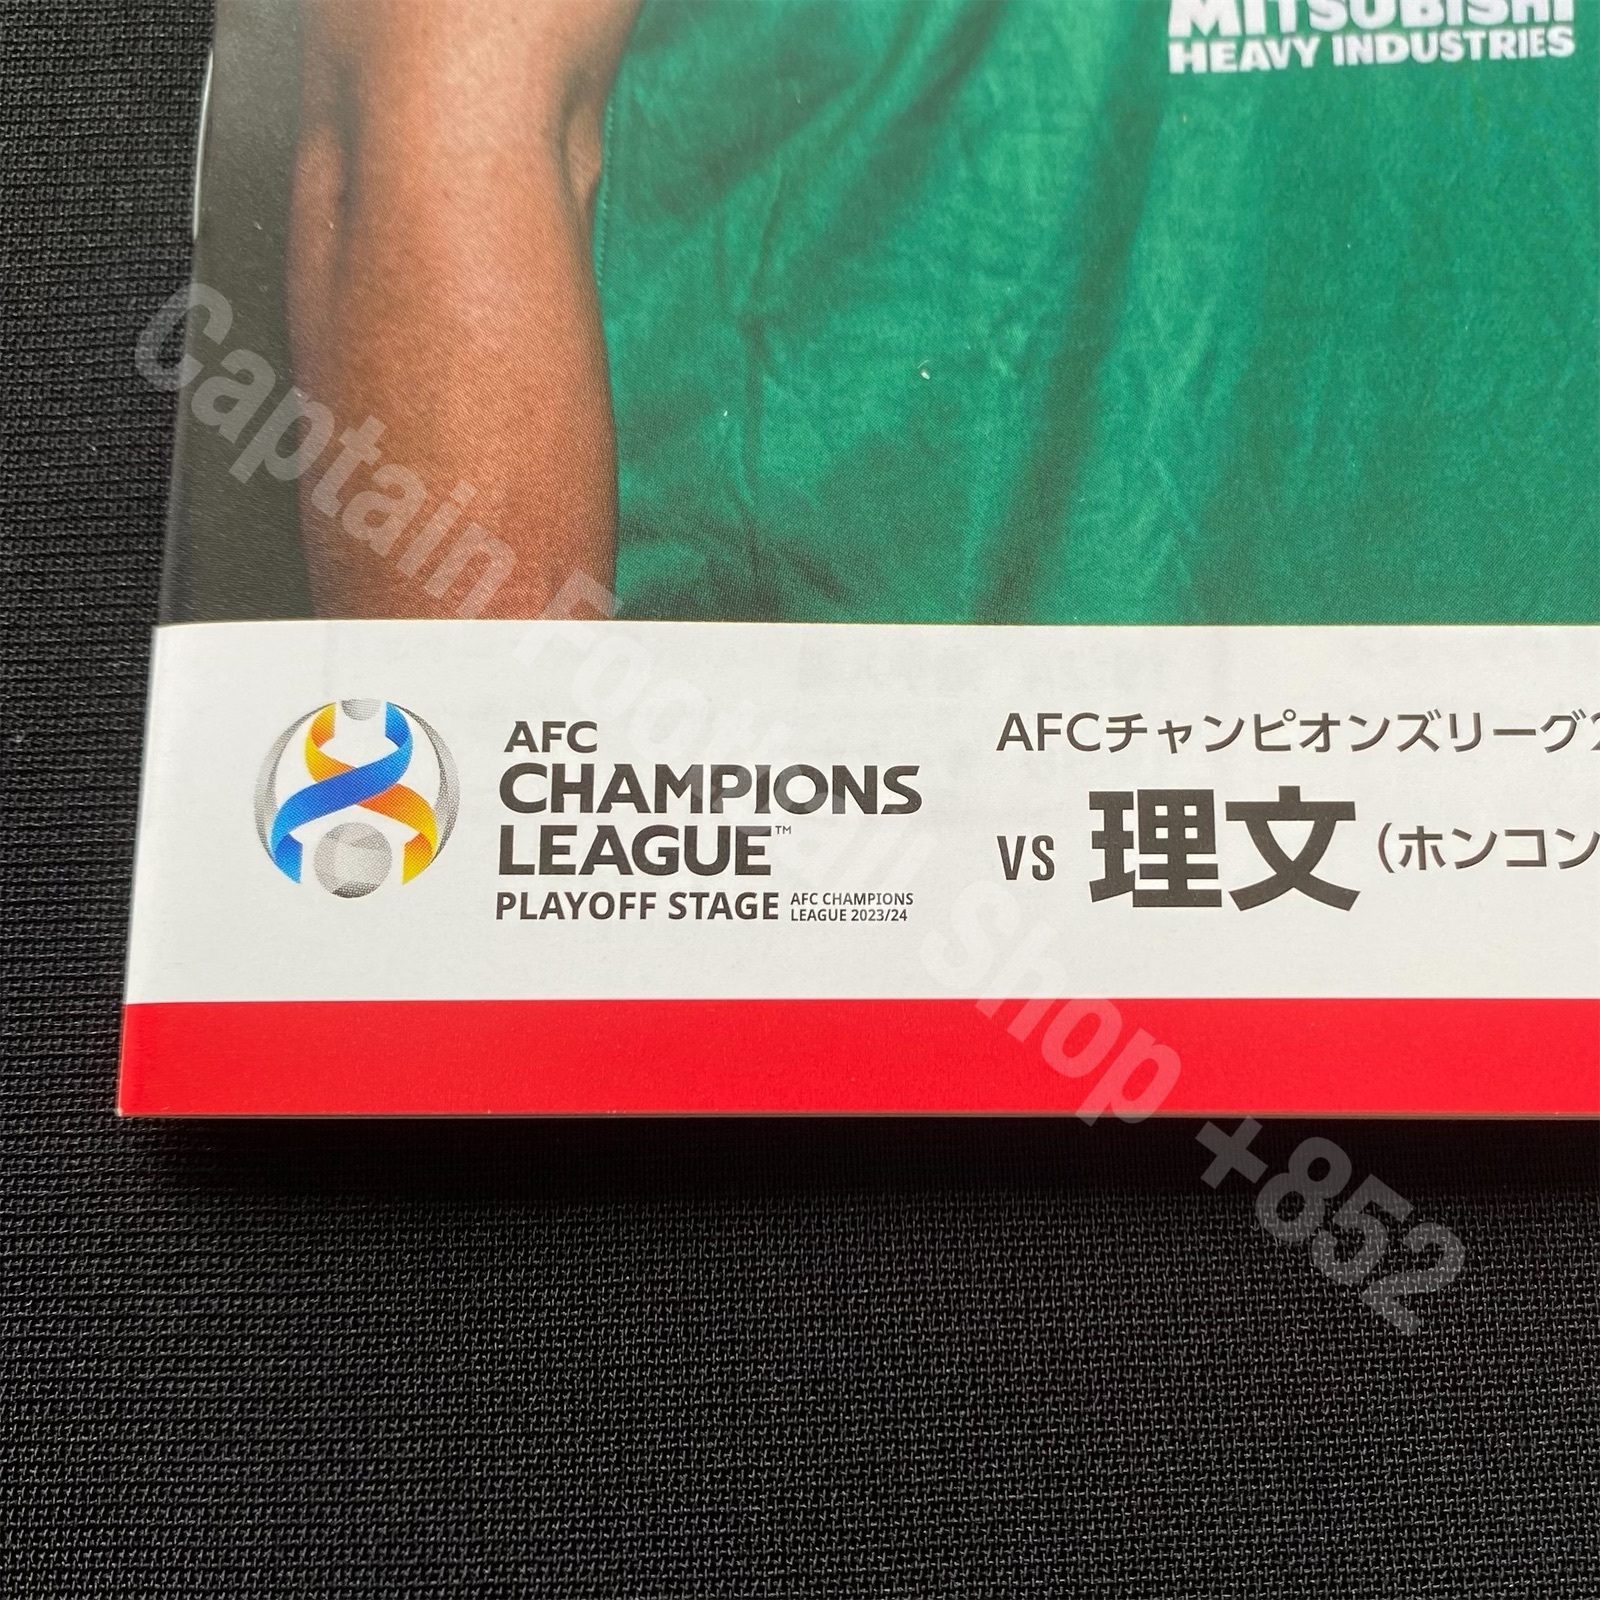 MITSUBISHI
HEAVY INDUSTRIES
AFC
CHAMPIONS
LEAGUE™
PLAYOFF STAGE
AFC CHAMPIONS
LEAGUE 2023/24
AFCチャンピオンズリーグ2
vs 理文(ホンコン
Captain Football Shop +852